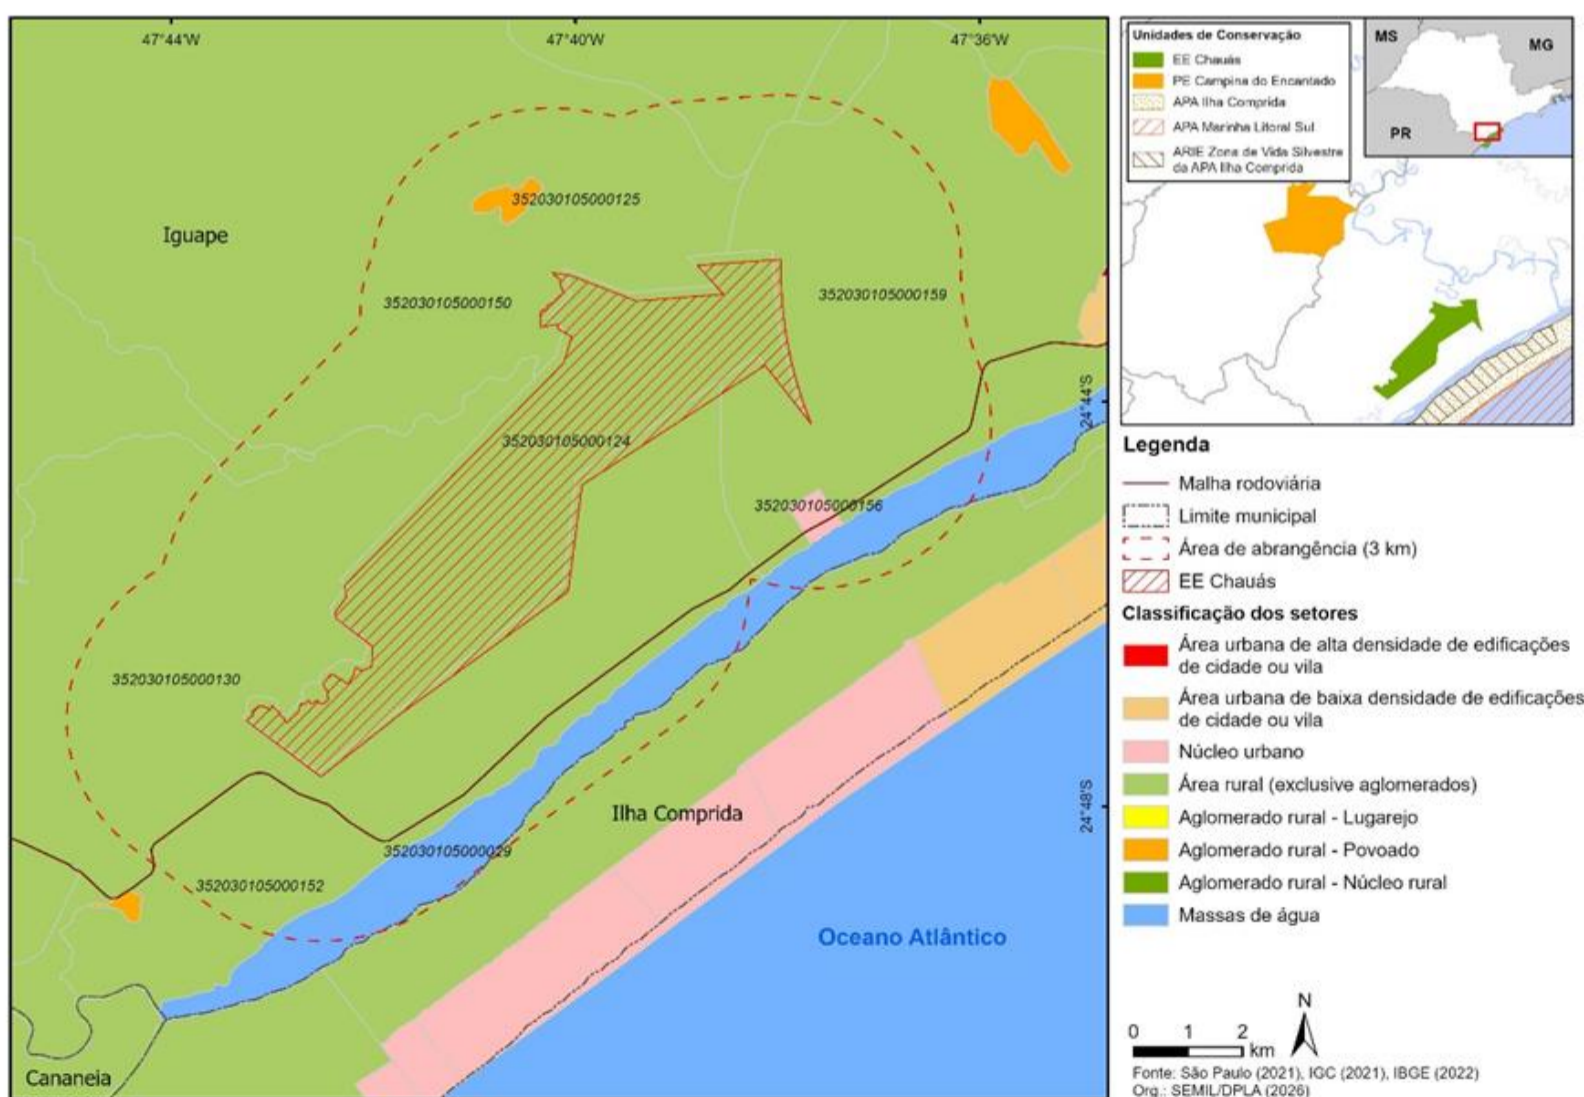 47°44'W
47°40'W
47°36'W
Iguape
352030105000125
352030105000150
352030105000159
352030105000124
352030105000156
24°44'S
352030105000130
Ilha Comprida
24°48'S
352030105000029
352030105000152
Oceano Atlântico
Cananeia
Unidades de Conservação
EE Chauás
PE Campina do Encantado
APA Ilha Comprida
APA Marinha Litoral Sul
ARIE Zona de Vida Silvestre
da APA Ilha Comprida
MS
MG
PR
Legenda
Malha rodoviária
Limite municipal
Área de abrangência (3 km)
EE Chauás
Classificação dos setores
Área urbana de alta densidade de edificações
de cidade ou vila
Área urbana de baixa densidade de edificações
de cidade ou vila
Núcleo urbano
Área rural (exclusive aglomerados)
Aglomerado rural - Lugarejo
Aglomerado rural - Povoado
Aglomerado rural - Núcleo rural
Massas de água
N
0 1 2
km
Fonte: São Paulo (2021), IGC (2021), IBGE (2022)
Org.: SEMIL/DPLA (2026)